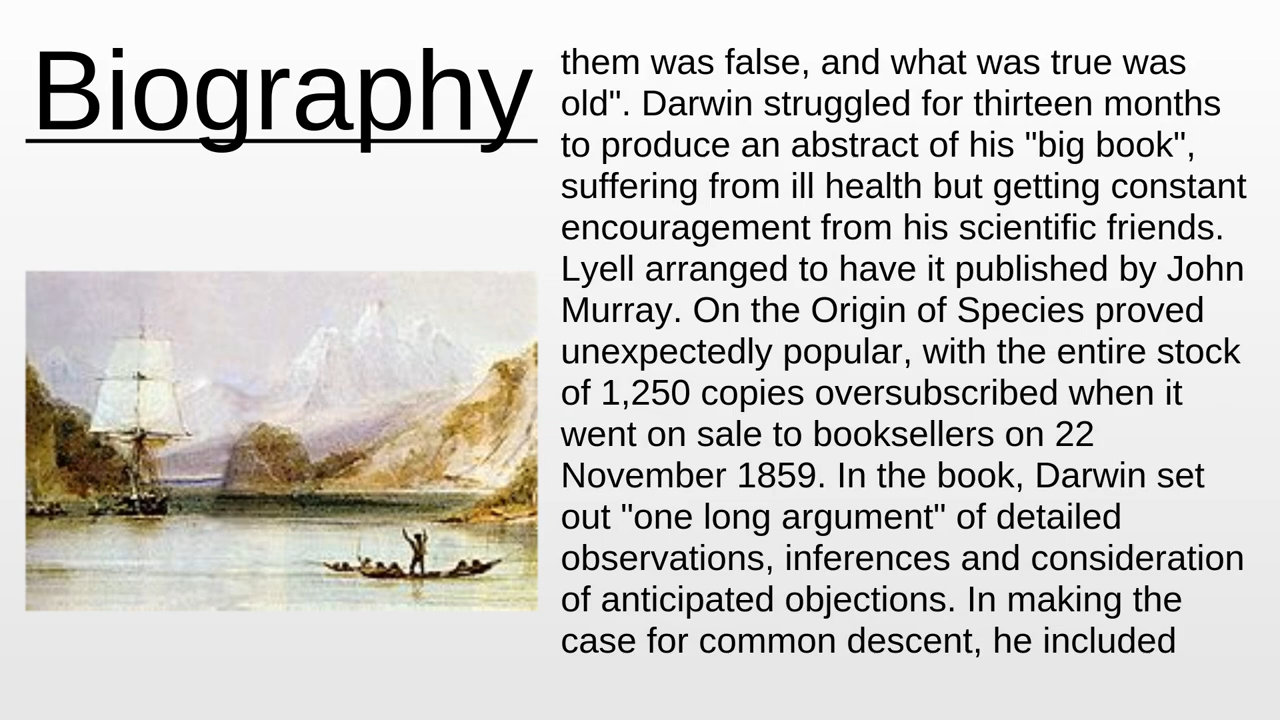 Biography
them was false, and what was true was
old". Darwin struggled for thirteen months
to produce an abstract of his "big book",
suffering from ill health but getting constant
encouragement from his scientific friends.
Lyell arranged to have it published by John
Murray. On the Origin of Species proved
unexpectedly popular, with the entire stock
of 1,250 copies oversubscribed when it
went on sale to booksellers on 22
November 1859. In the book, Darwin set
out "one long argument" of detailed
observations, inferences and consideration
of anticipated objections. In making the
case for common descent, he included